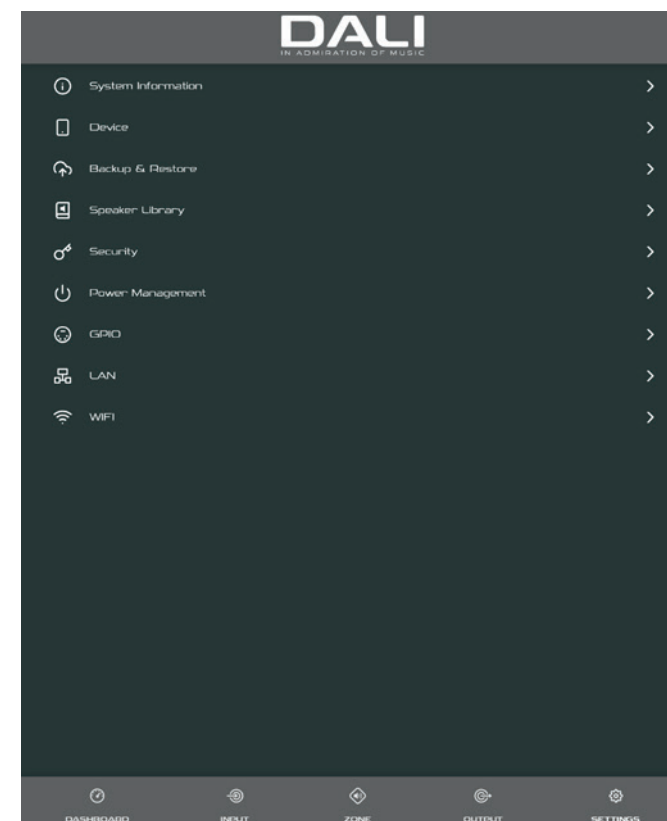 DALI
IN ADMIRATION OF MUSIC
System Information
Device
Backup & Restore
Speaker Library
Security
Power Management
GPIO
LAN
WIFI
DASHBOARD INPUT ZONE OUTPUT SETTINGS